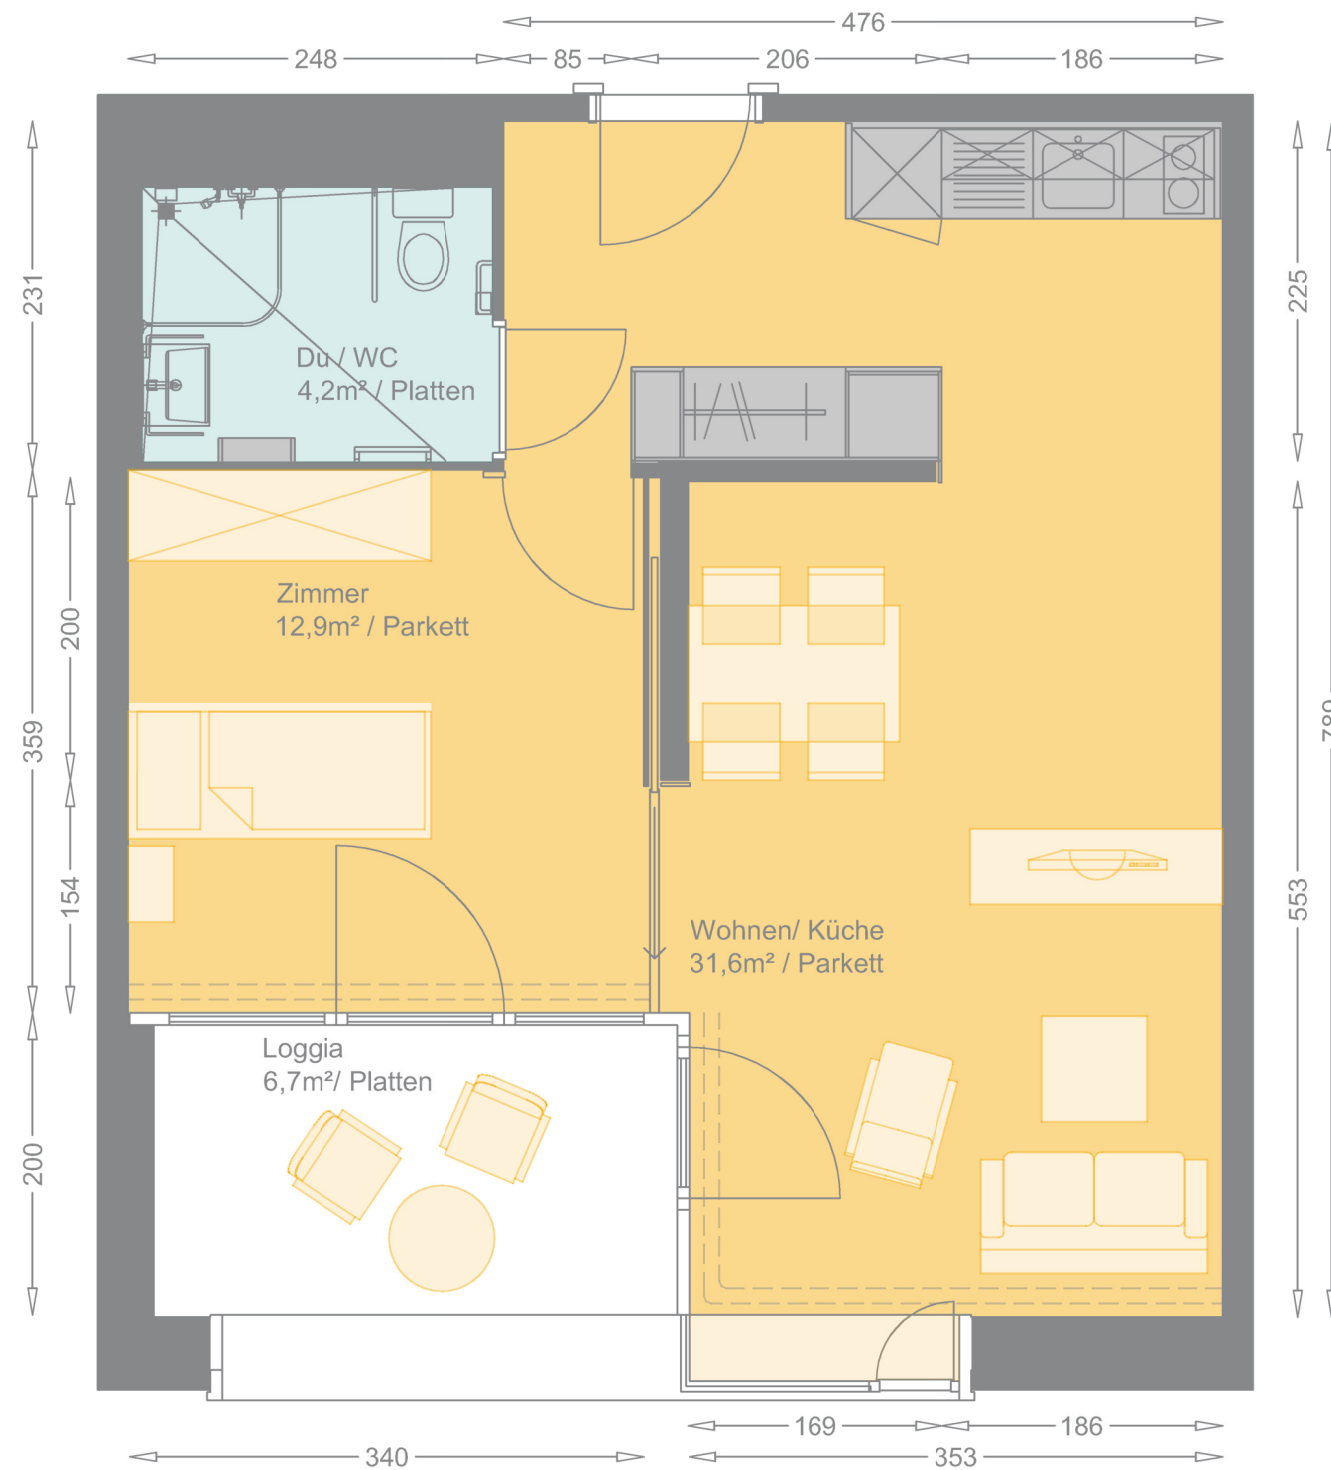 476
248
85
206
186
231
225
Du / WC
4,2m² / Platten
Zimmer
12,9m² / Parkett
200
359
789
154
553
Wohnen/ Küche
31,6m² / Parkett
Loggia
6,7m²/ Platten
200
169
186
340
353